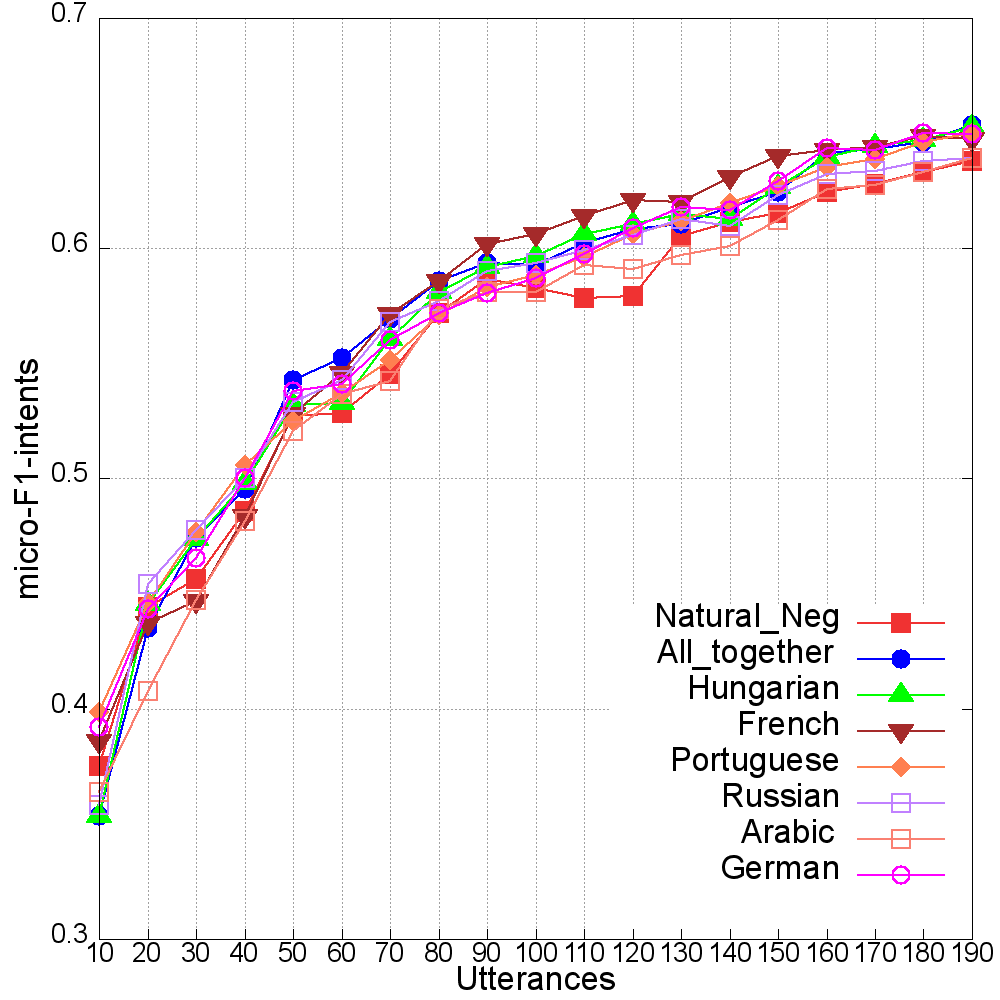 0.7
0.6
0.5
0.4
0.3
micro-F1-intents
Natural_Neg
All_together
Hungarian
French
Portuguese
Russian
Arabic
German
10 20 30 40 50 60 70 80 90 100 110 120 130 140 150 160 170 180 190
Utterances